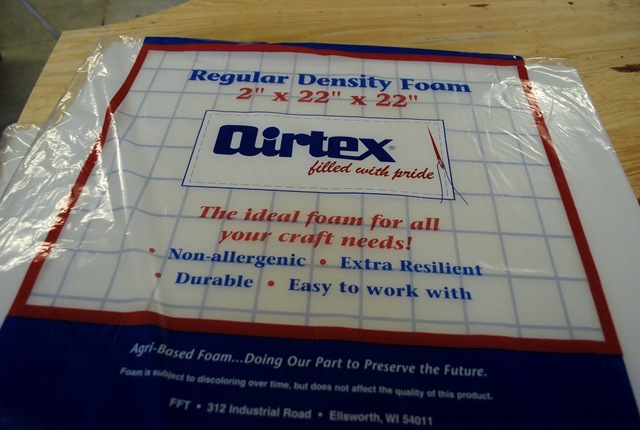 Regular Density Foam
2" x 22" x 22"
airtex®
filled with pride
The ideal foam for all
your craft needs!
• Non-allergenic • Extra Resilient
• Durable • Easy to work with
Agri-Based Foam...Doing Our Part to Preserve the Future.
Foam is subject to discoloring over time, but does not affect the quality of this product.
FFT • 312 Industrial Road • Ellsworth, WI 54011